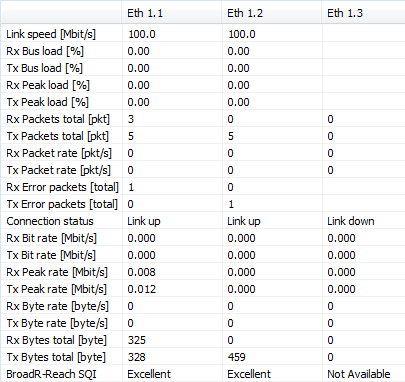 Eth 1.1 Eth 1.2 Eth 1.3
Link speed [Mbit/s] 100.0 100.0
Rx Bus load [%] 0.00 0.00
Tx Bus load [%] 0.00 0.00
Rx Peak load [%] 0.00 0.00
Tx Peak load [%] 0.00 0.00
Rx Packets total [pkt] 3 0 0
Tx Packets total [pkt] 5 5 0
Rx Packet rate [pkt/s] 0 0 0
Tx Packet rate [pkt/s] 0 0 0
Rx Error packets [total] 1 0
Tx Error packets [total] 0 1
Connection status Link up Link up Link down
Rx Bit rate [Mbit/s] 0.000 0.000 0.000
Tx Bit rate [Mbit/s] 0.000 0.000 0.000
Rx Peak rate [Mbit/s] 0.008 0.000 0.000
Tx Peak rate [Mbit/s] 0.012 0.000 0.000
Rx Byte rate [byte/s] 0 0 0
Tx Byte rate [byte/s] 0 0 0
Rx Bytes total [byte] 325 0 0
Tx Bytes total [byte] 328 459 0
BroadR-Reach SQI Excellent Excellent Not Available